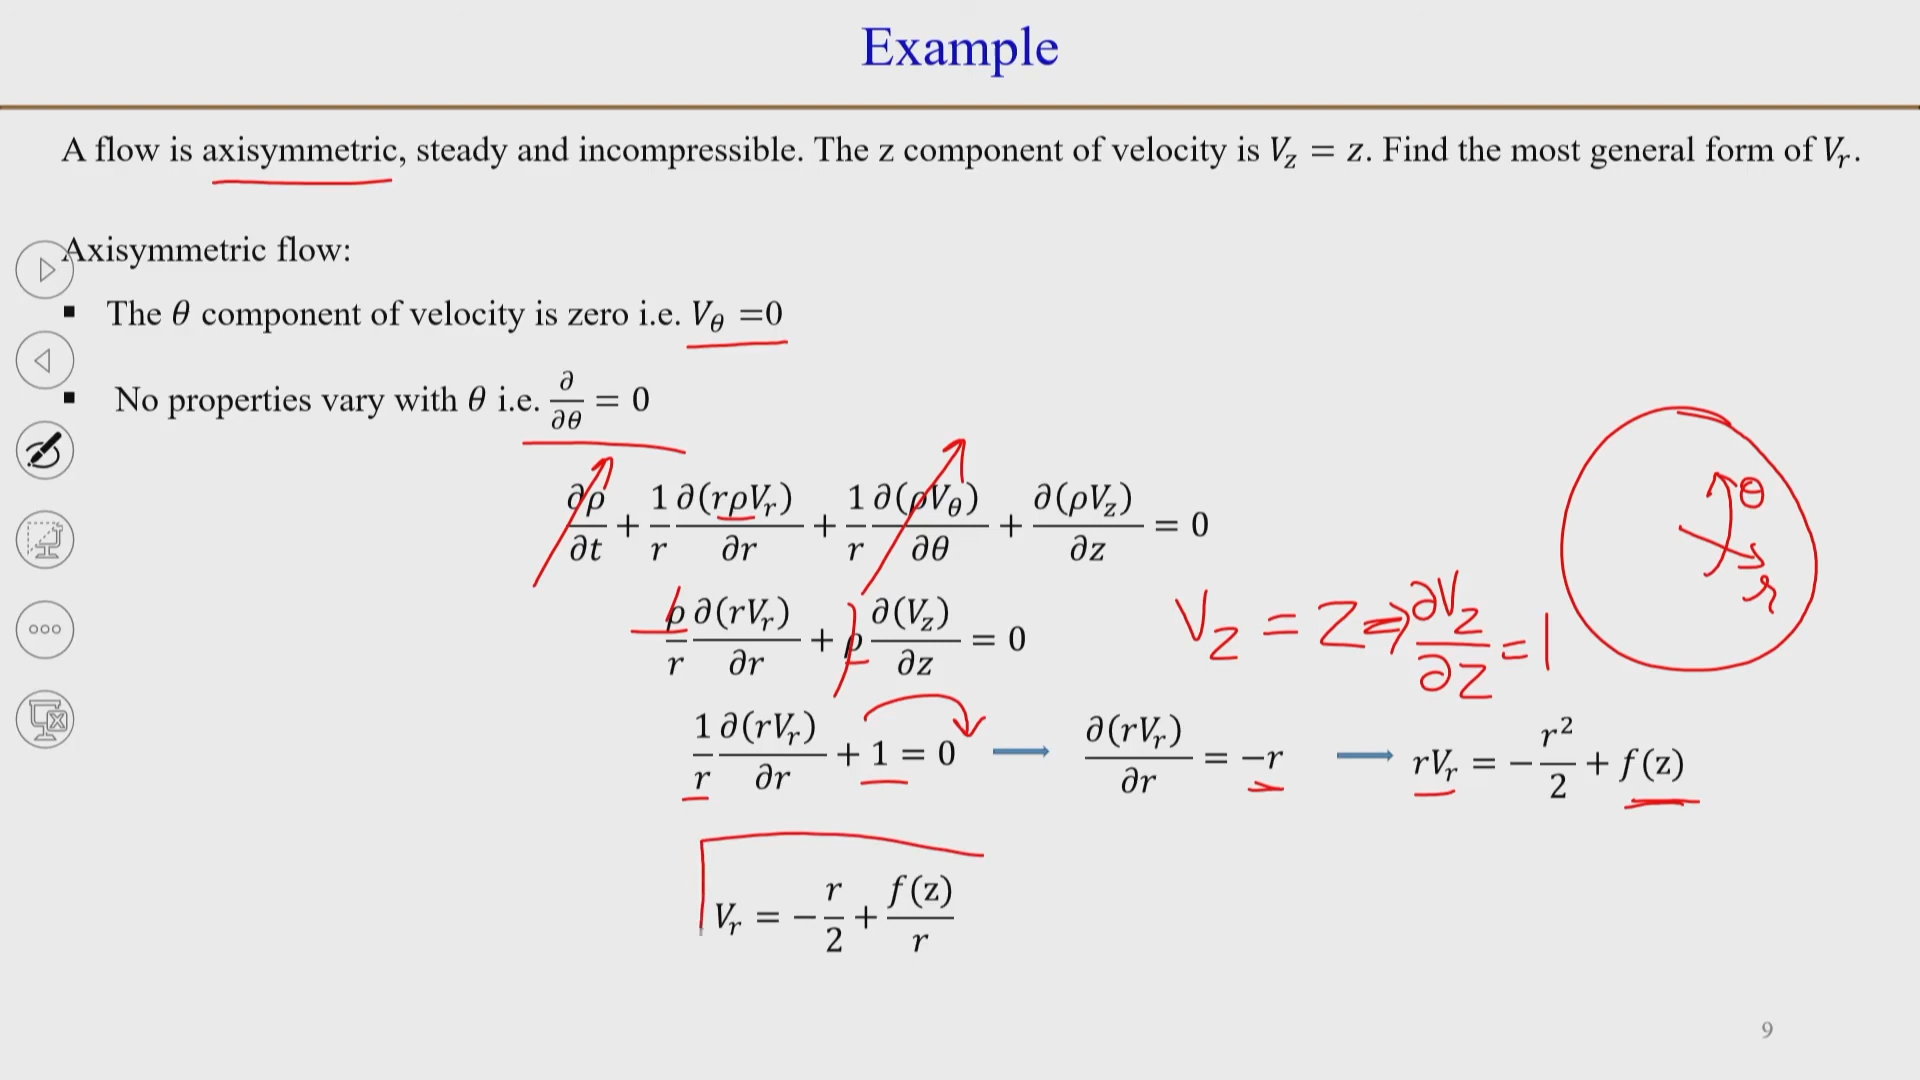 Example
A flow is axisymmetric, steady and incompressible. The z component of velocity is V_z = z. Find the most general form of V_r.
Axisymmetric flow:
▪ The θ component of velocity is zero i.e. V_θ =0
▪ No properties vary with θ i.e. ∂/∂θ = 0
∂ρ/∂t + 1/r ∂(rρV_r)/∂r + 1/r ∂(ρV_θ)/∂θ + ∂(ρV_z)/∂z = 0
θ
r
ρ/r ∂(rV_r)/∂r + ρ ∂(V_z)/∂z = 0
V_z = z ⇒ ∂V_z/∂z = 1
1/r ∂(rV_r)/∂r + 1 = 0 → ∂(rV_r)/∂r = −r → rV_r = −r²/2 + f(z)
V_r = −r/2 + f(z)/r
9